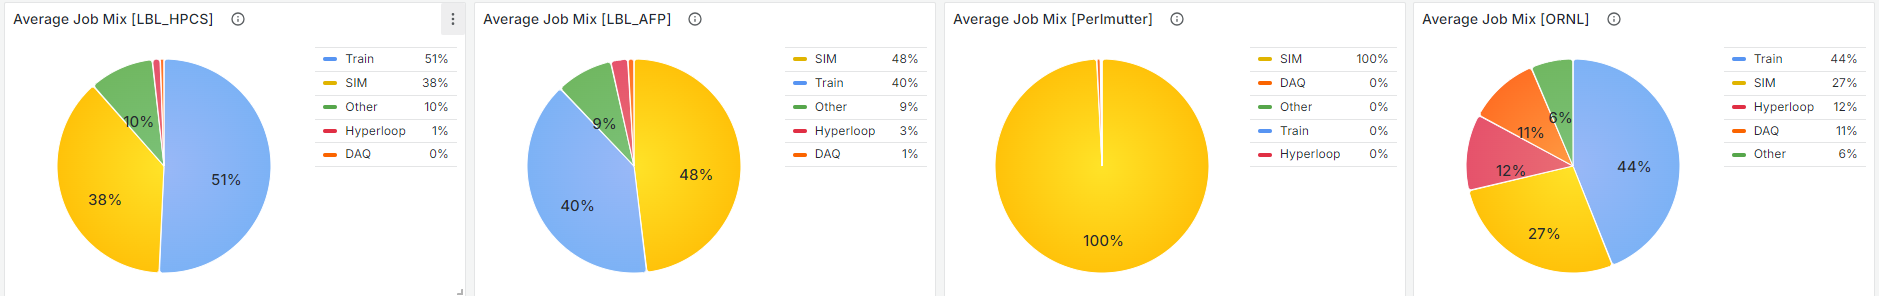 Average Job Mix [LBL_HPCS]
Train 51%
SIM 38%
Other 10%
Hyperloop 1%
DAQ 0%
10%
51%
38%
Average Job Mix [LBL_AFP]
SIM 48%
Train 40%
Other 9%
Hyperloop 3%
DAQ 1%
9%
48%
40%
Average Job Mix [Perlmutter]
SIM 100%
DAQ 0%
Other 0%
Train 0%
Hyperloop 0%
100%
Average Job Mix [ORNL]
Train 44%
SIM 27%
Hyperloop 12%
DAQ 11%
Other 6%
6%
11%
44%
12%
27%